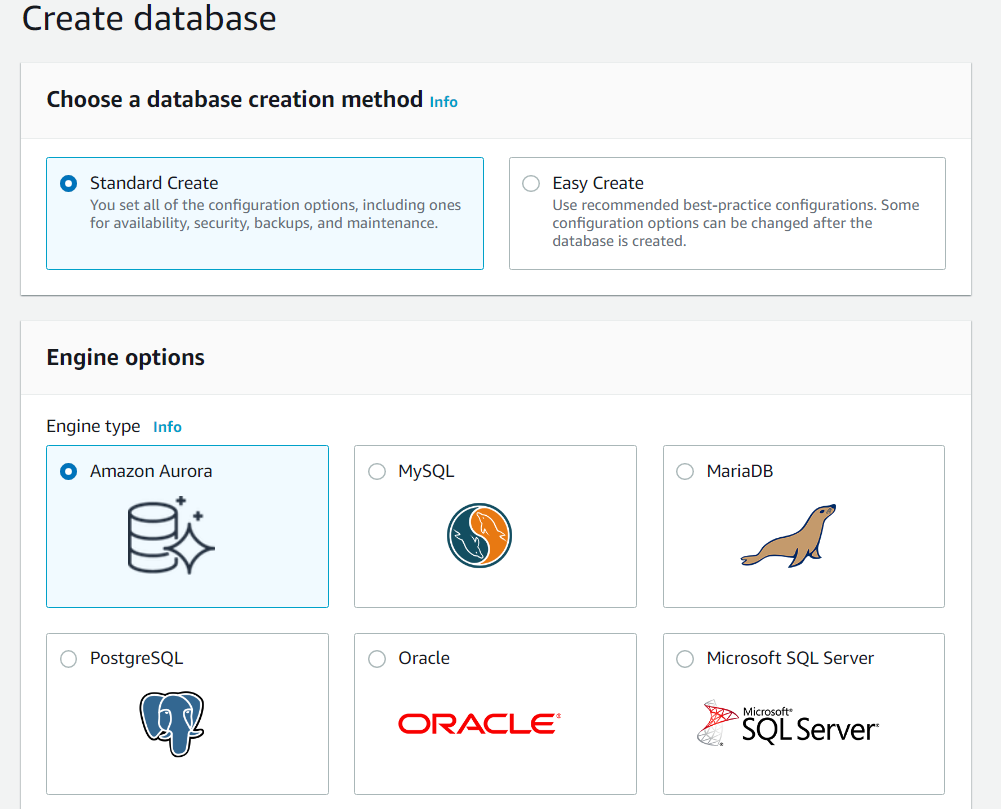 Create database
Choose a database creation method Info
Standard Create
You set all of the configuration options, including ones
for availability, security, backups, and maintenance.
Easy Create
Use recommended best-practice configurations. Some
configuration options can be changed after the
database is created.
Engine options
Engine type Info
Amazon Aurora
MySQL
MariaDB
PostgreSQL
Oracle
ORACLE®
Microsoft SQL Server
Microsoft®
SQL Server®